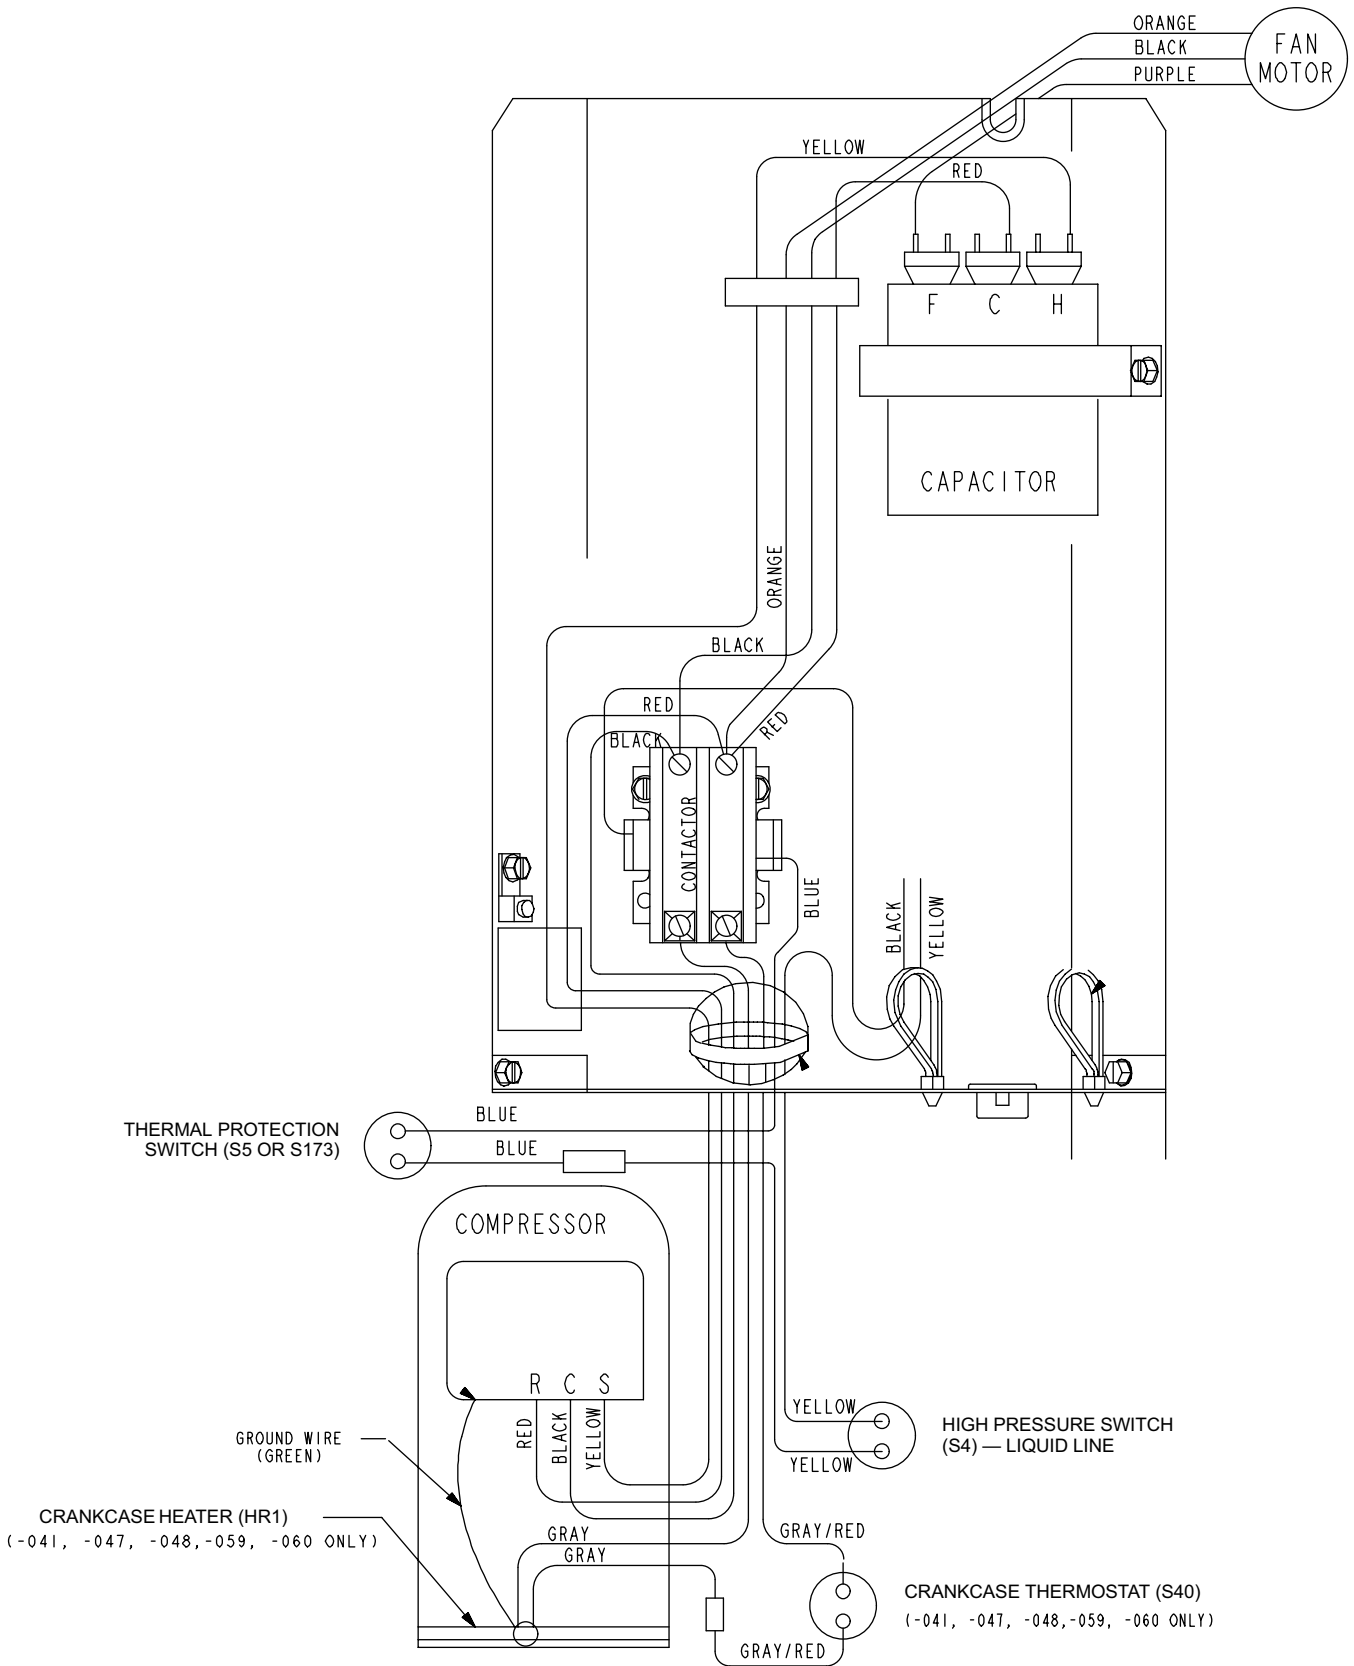 ORANGE
BLACK
PURPLE
FAN
MOTOR
YELLOW
RED
F C H
CAPACITOR
ORANGE
BLACK
RED
RED
BLACK
CONTACTOR
BLUE
BLACK
YELLOW
BLUE
THERMAL PROTECTION
SWITCH (S5 OR S173)
BLUE
COMPRESSOR
R C S
RED
BLACK
YELLOW
YELLOW
HIGH PRESSURE SWITCH
(S4) — LIQUID LINE
YELLOW
GROUND WIRE
(GREEN)
CRANKCASE HEATER (HR1)
(-041, -047, -048,-059, -060 ONLY)
GRAY
GRAY
GRAY/RED
CRANKCASE THERMOSTAT (S40)
(-041, -047, -048,-059, -060 ONLY)
GRAY/RED